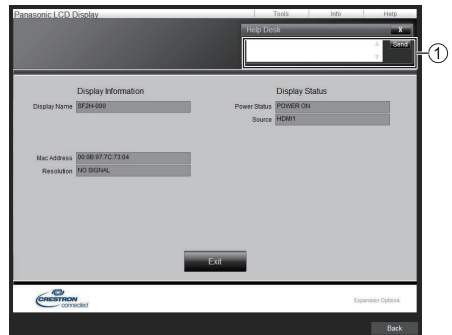 Panasonic LCD Display
Tools Info Help
Help Desk X
Send
1
Display Information Display Status
Display Name SF2H-000 Power Status POWER ON
Source HDMI1
Mac Address 00:0B:97:7C:73:04
Resolution NO SIGNAL
Exit
CRESTRON
connected
Expansion Options
Back